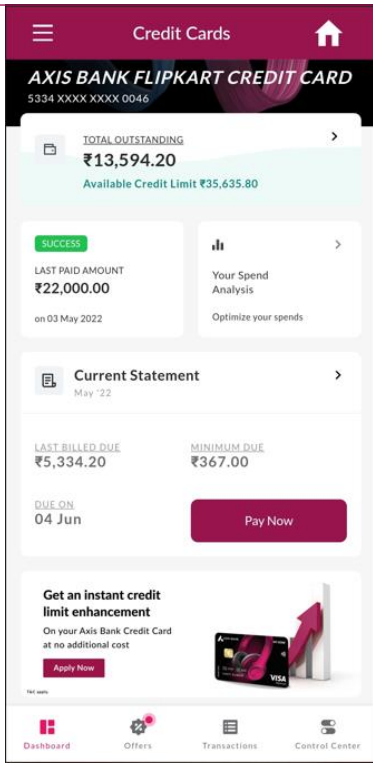 Credit Cards
AXIS BANK FLIPKART CREDIT CARD
5334 XXXX XXXX 0046
TOTAL OUTSTANDING
₹13,594.20
Available Credit Limit ₹35,635.80
SUCCESS
LAST PAID AMOUNT
₹22,000.00
on 03 May 2022
Your Spend
Analysis
Optimize your spends
Current Statement
May '22
LAST BILLED DUE
₹5,334.20
MINIMUM DUE
₹367.00
DUE ON
04 Jun
Pay Now
Get an instant credit
limit enhancement
On your Axis Bank Credit Card
at no additional cost
Apply Now
T&C apply
AXIS BANK
VISA
Dashboard
Offers
Transactions
Control Center